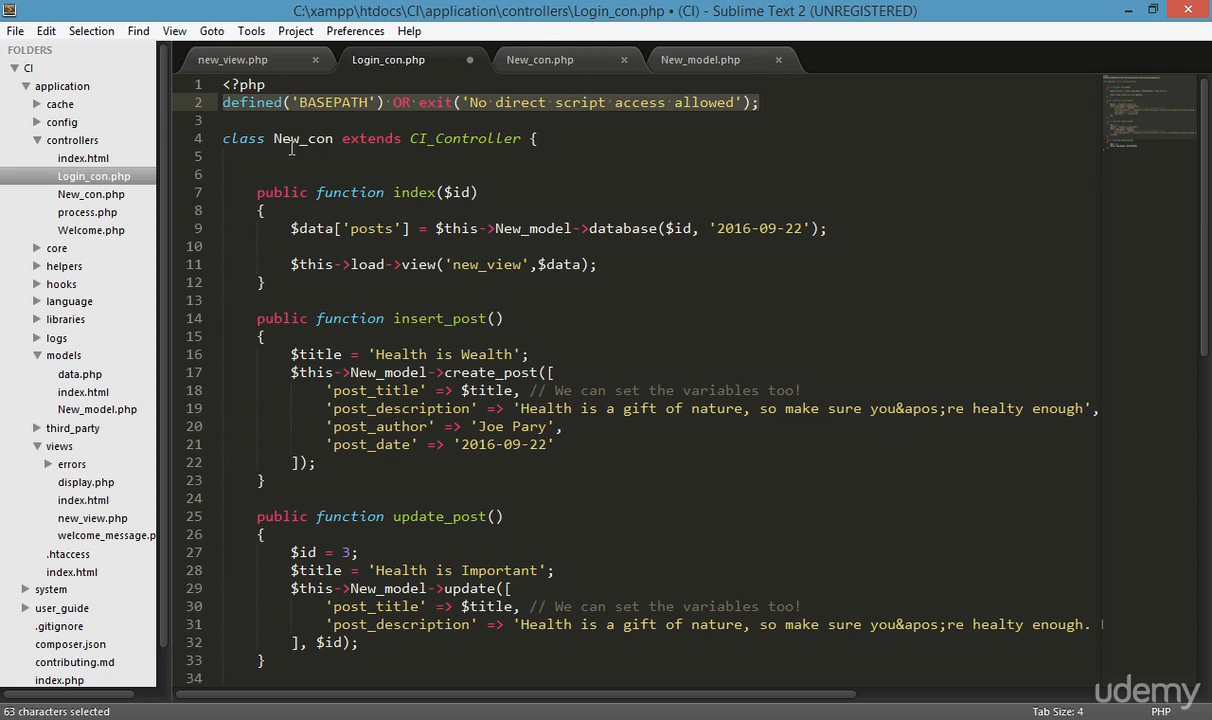 C:\xampp\htdocs\CI\application\controllers\Login_con.php • (CI) - Sublime Text 2 (UNREGISTERED)
File Edit Selection Find View Goto Tools Project Preferences Help
FOLDERS
CI
application
cache
config
controllers
index.html
Login_con.php
New_con.php
process.php
Welcome.php
core
helpers
hooks
language
libraries
logs
models
data.php
index.html
New_model.php
third_party
views
errors
display.php
index.html
new_view.php
welcome_message.p
.htaccess
index.html
system
user_guide
.gitignore
composer.json
contributing.md
index.php
new_view.php Login_con.php New_con.php New_model.php
1 <?php
2 defined('BASEPATH') OR exit('No direct script access allowed');
3
4 class New_con extends CI_Controller {
5
6
7 public function index($id)
8 {
9 $data['posts'] = $this->New_model->database($id, '2016-09-22');
10
11 $this->load->view('new_view',$data);
12 }
13
14 public function insert_post()
15 {
16 $title = 'Health is Wealth';
17 $this->New_model->create_post([
18 'post_title' => $title, // We can set the variables too!
19 'post_description' => 'Health is a gift of nature, so make sure you&apos;re healty enough',
20 'post_author' => 'Joe Pary',
21 'post_date' => '2016-09-22'
22 ]);
23 }
24
25 public function update_post()
26 {
27 $id = 3;
28 $title = 'Health is Important';
29 $this->New_model->update([
30 'post_title' => $title, // We can set the variables too!
31 'post_description' => 'Health is a gift of nature, so make sure you&apos;re healty enough.
32 ], $id);
33 }
34
udemy
63 characters selected Tab Size: 4 PHP